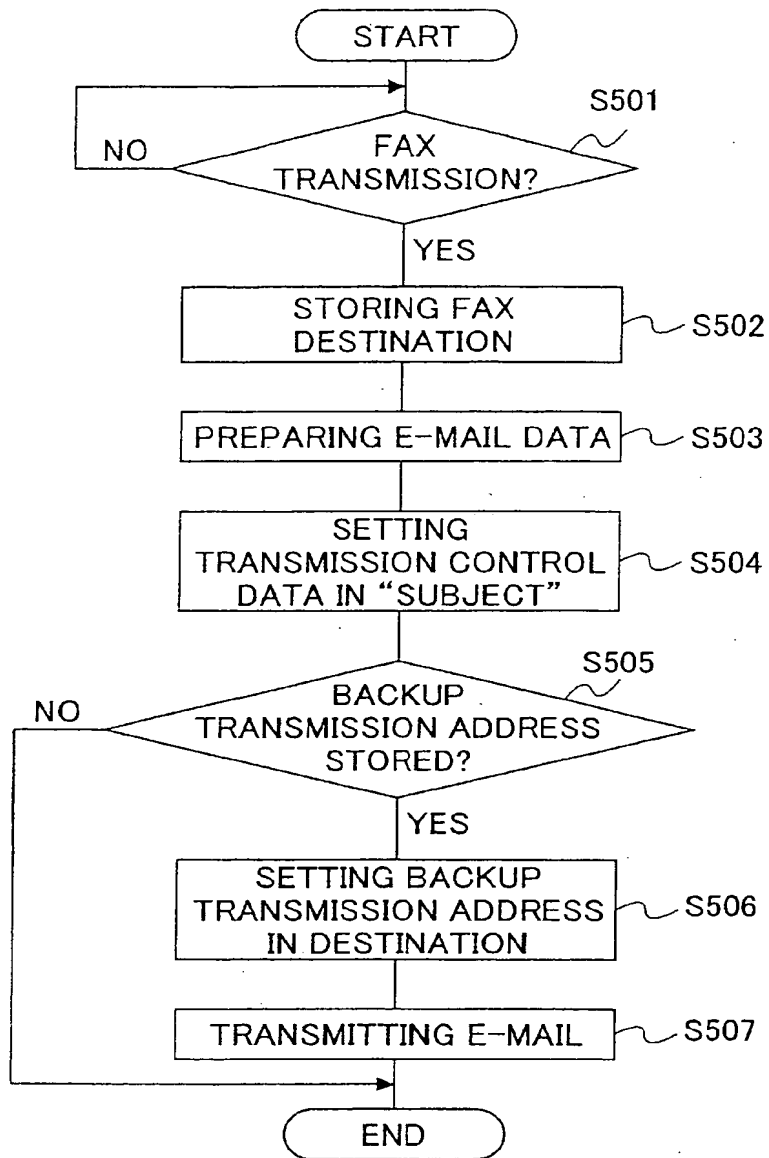 START
S501
FAX
TRANSMISSION?
NO
YES
STORING FAX
DESTINATION
S502
PREPARING E-MAIL DATA
S503
SETTING
TRANSMISSION CONTROL
DATA IN “SUBJECT”
S504
S505
BACKUP
TRANSMISSION ADDRESS
STORED?
NO
YES
SETTING BACKUP
TRANSMISSION ADDRESS
IN DESTINATION
S506
TRANSMITTING E-MAIL
S507
END